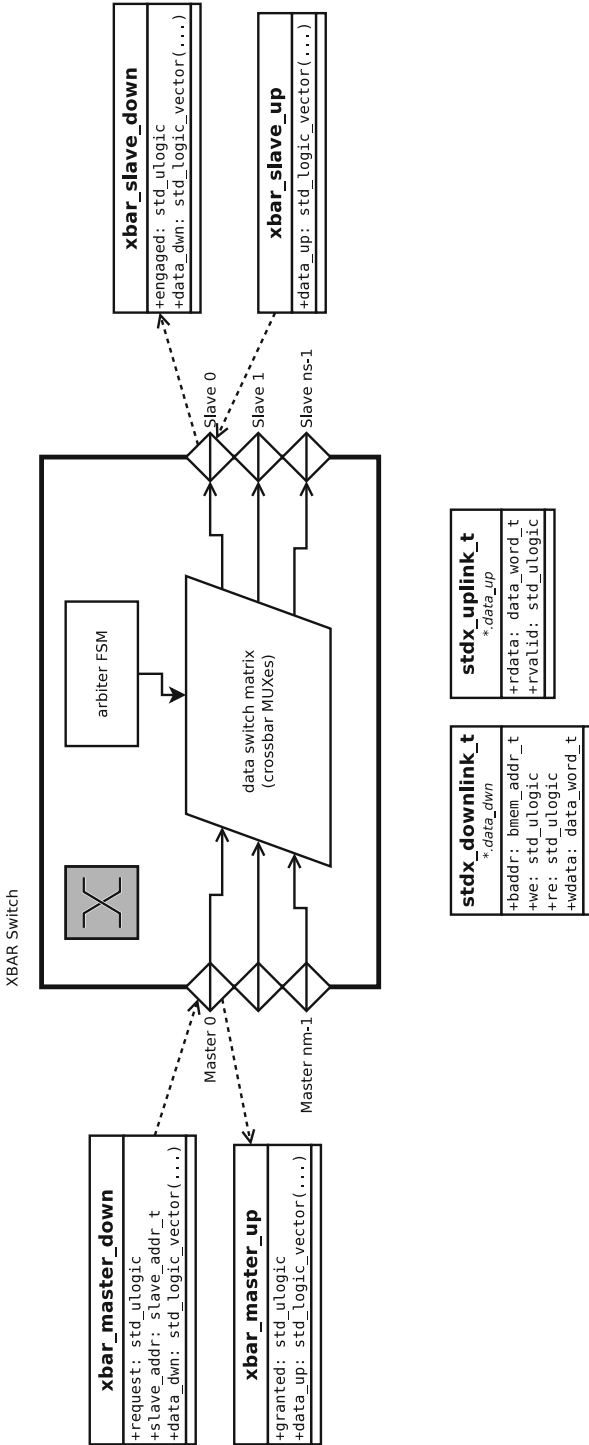 XBAR Switch
xbar_master_down
+request: std_ulogic
+slave_addr: slave_addr_t
+data_dwn: std_logic_vector(...)
xbar_master_up
+granted: std_ulogic
+data_up: std_logic_vector(...)
Master 0
Master nm-1
arbiter FSM
data switch matrix
(crossbar MUXes)
Slave 0
Slave 1
Slave ns-1
xbar_slave_down
+engaged: std_ulogic
+data_dwn: std_logic_vector(...)
xbar_slave_up
+data_up: std_logic_vector(...)
stdx_downlink_t
*.data_dwn
+baddr: bmem_addr_t
+we: std_ulogic
+re: std_ulogic
+wdata: data_word_t
stdx_uplink_t
*.data_up
+rdata: data_word_t
+rvalid: std_ulogic